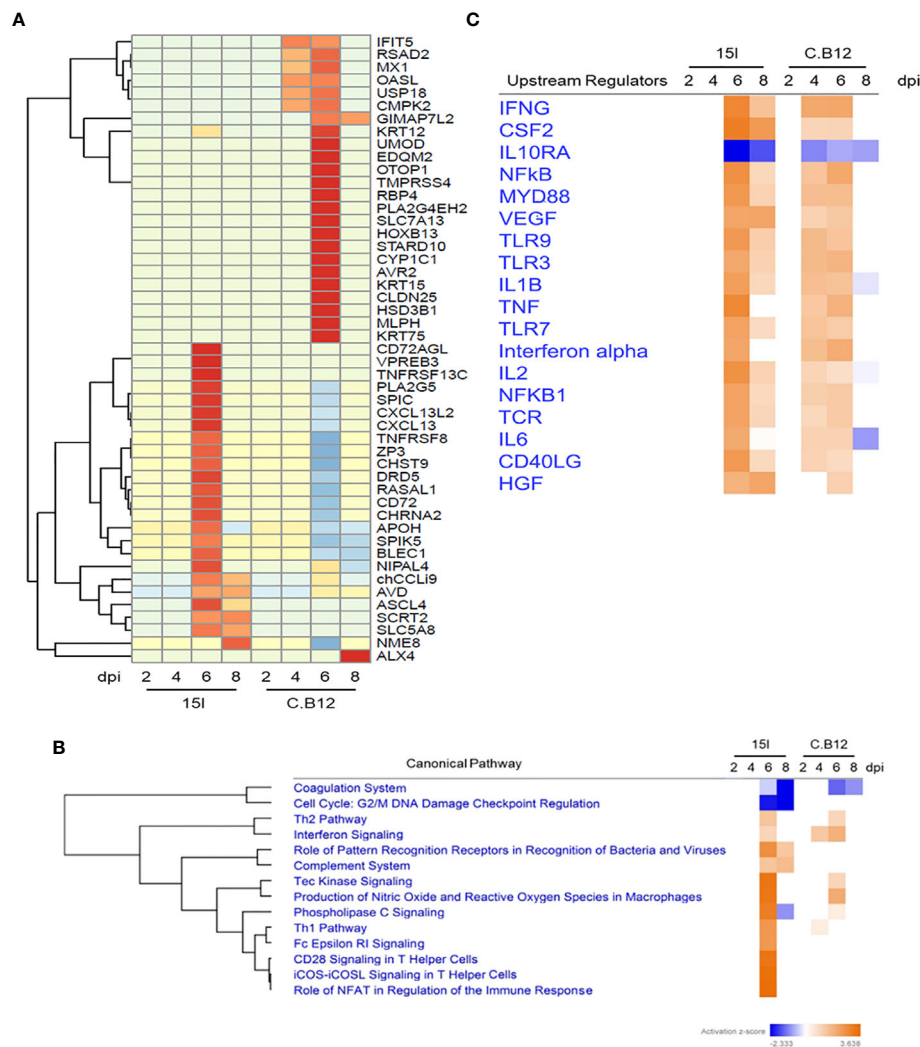 A
IFIT5
RSAD2
MX1
OASL
USP18
CMPK2
GIMAP7L2
KRT12
UMOD
EDQM2
OTOP1
TMPRSS4
RBP4
PLA2G4EH2
SLC7A13
HOXB13
STARD10
CYP1C1
AVR2
KRT15
CLDN25
HSD3B1
MLPH
KRT75
CD72AGL
VPREB3
TNFRSF13C
PLA2G5
SPIC
CXCL13L2
CXCL13
TNFRSF8
ZP3
CHST9
DRD5
RASAL1
CD72
CHRNA2
APOH
SPIK5
BLEC1
NIPAL4
chCCLi9
AVD
ASCL4
SCRT2
SLC5A8
NME8
ALX4
dpi 2 4 6 8 2 4 6 8
15I C.B12
C
15I C.B12
Upstream Regulators 2 4 6 8 2 4 6 8 dpi
IFNG
CSF2
IL10RA
NFkB
MYD88
VEGF
TLR9
TLR3
IL1B
TNF
TLR7
Interferon alpha
IL2
NFKB1
TCR
IL6
CD40LG
HGF
B
15I C.B12
Canonical Pathway 2 4 6 8 2 4 6 8 dpi
Coagulation System
Cell Cycle: G2/M DNA Damage Checkpoint Regulation
Th2 Pathway
Interferon Signaling
Role of Pattern Recognition Receptors in Recognition of Bacteria and Viruses
Complement System
Tec Kinase Signaling
Production of Nitric Oxide and Reactive Oxygen Species in Macrophages
Phospholipase C Signaling
Th1 Pathway
Fc Epsilon RI Signaling
CD28 Signaling in T Helper Cells
iCOS-iCOSL Signaling in T Helper Cells
Role of NFAT in Regulation of the Immune Response
Activation z-score
-2.333 3.638